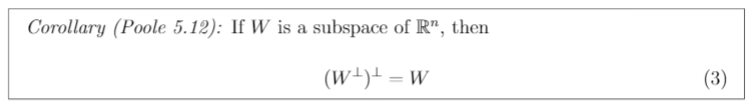 Corollary (Poole 5.12): If W is a subspace of ℝⁿ, then
(W^⊥)^⊥ = W (3)